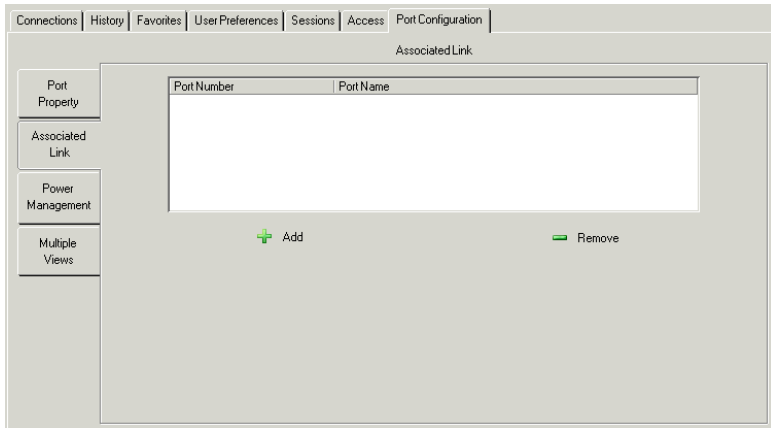 Connections History Favorites User Preferences Sessions Access Port Configuration
Associated Link
Port
Property
Associated
Link
Power
Management
Multiple
Views
Port Number Port Name
Add Remove